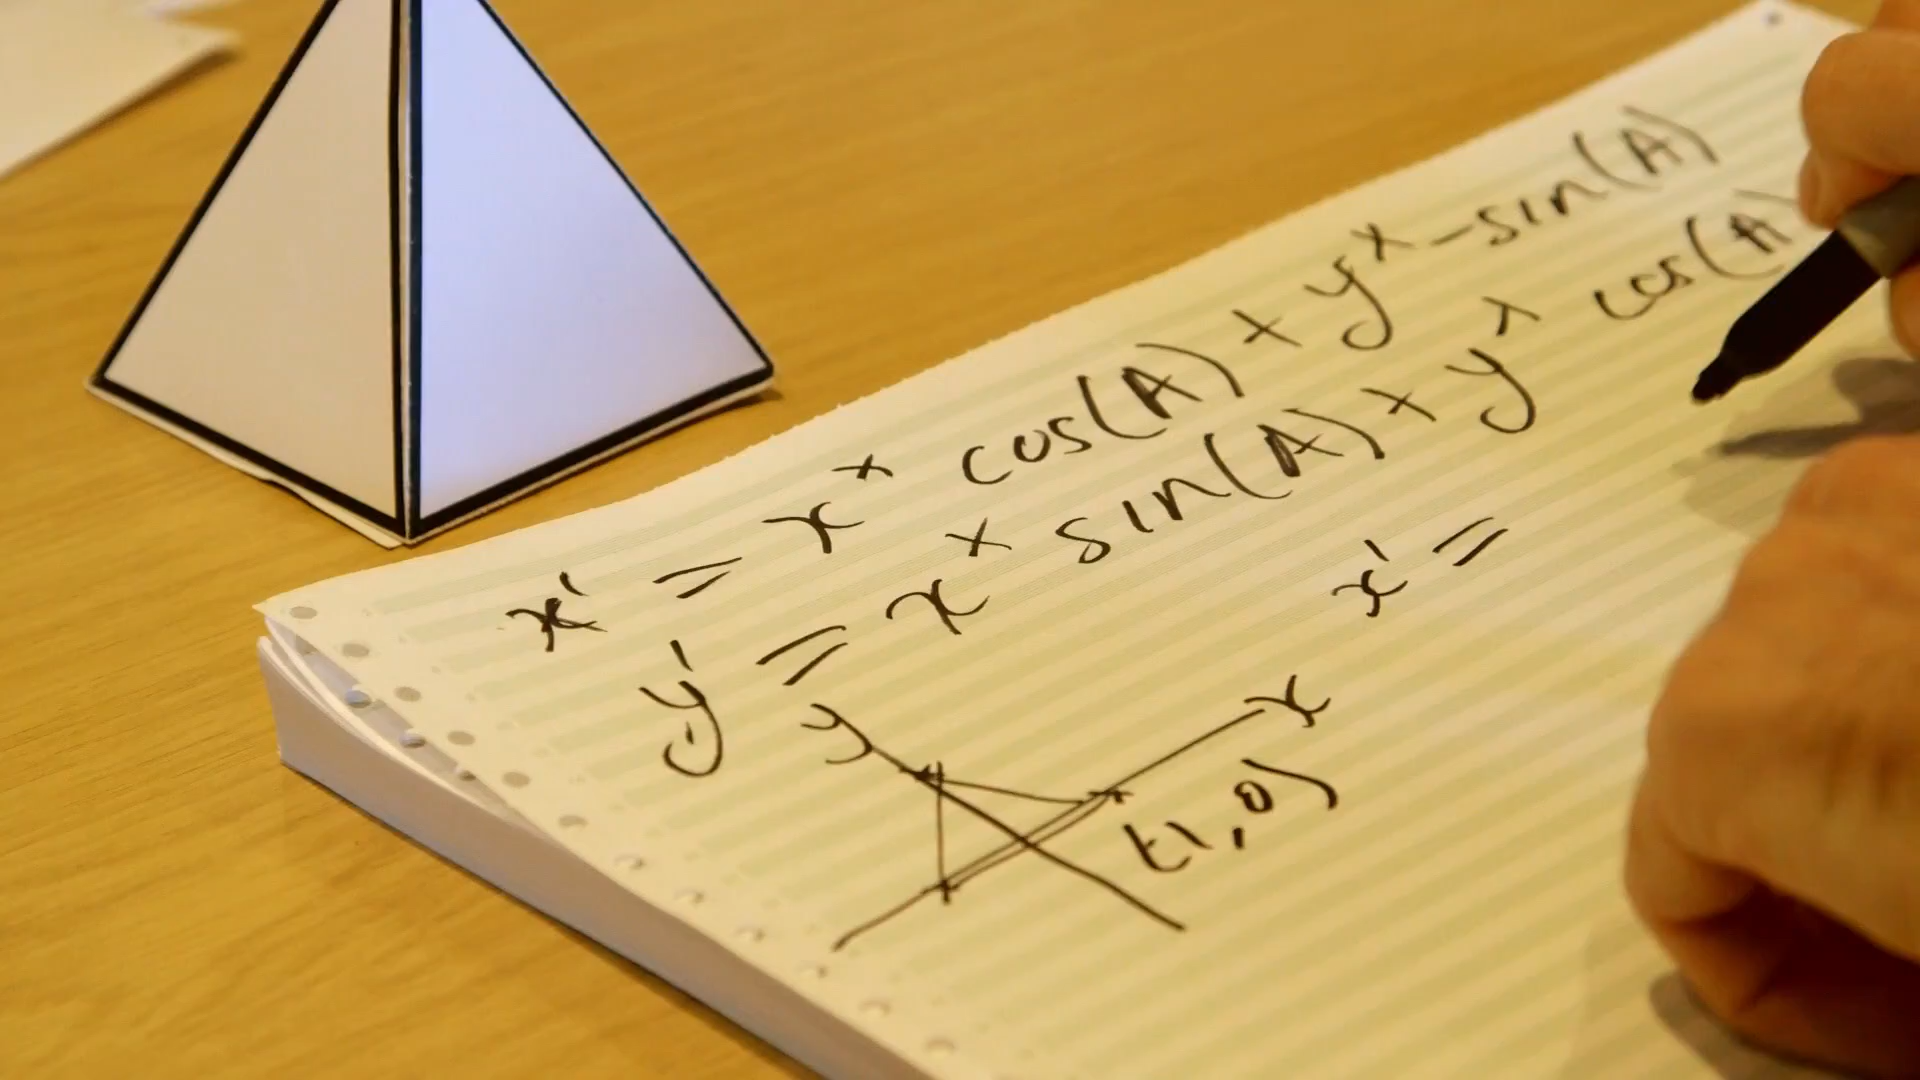 x' = x × cos(A) + y × -sin(A)
y' = x × sin(A) + y × cos(A)
x' =
y
x
(1,0)